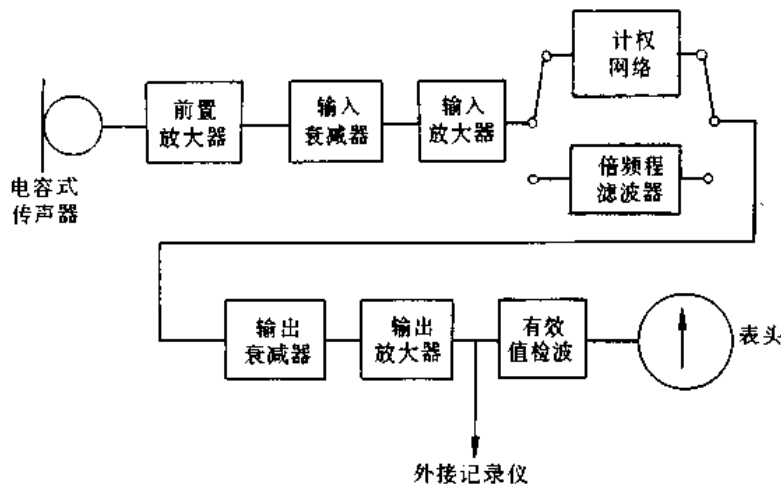 计权
网络
前置
放大器
输入
衰减器
输入
放大器
倍频程
滤波器
电容式
传声器
输出
衰减器
输出
放大器
有效
值检波
表头
外接记录仪